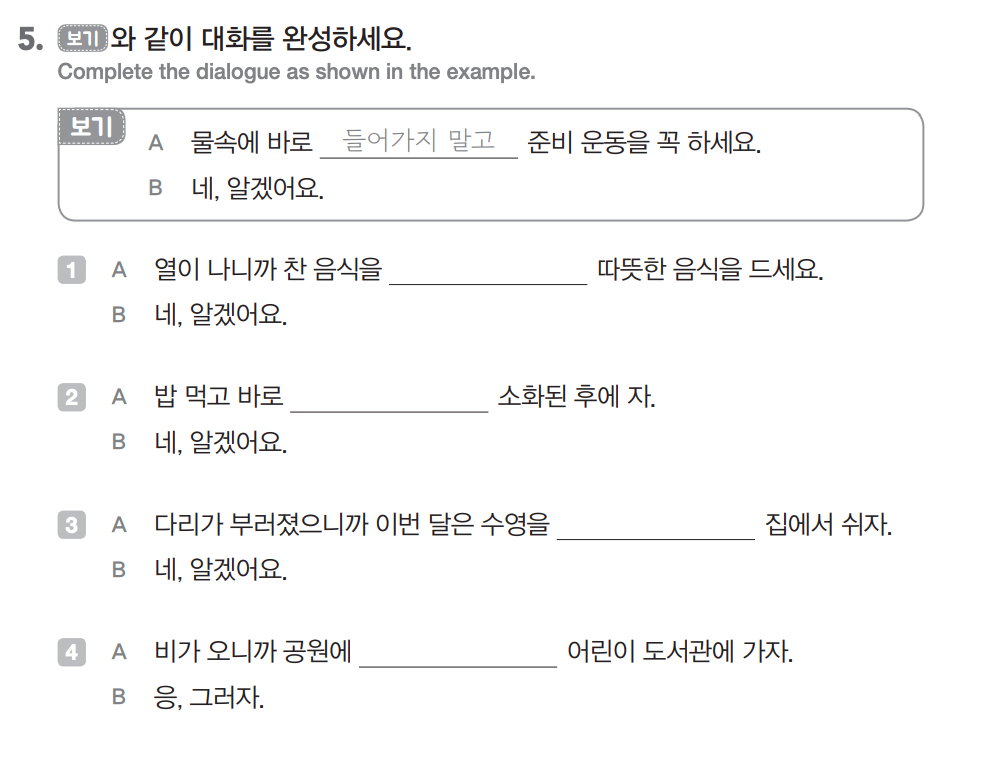 5. 보기 와 같이 대화를 완성하세요.
Complete the dialogue as shown in the example.
보기
A 물속에 바로 들어가지 말고 준비 운동을 꼭 하세요.
B 네, 알겠어요.
1 A 열이 나니까 찬 음식을 ____________ 따뜻한 음식을 드세요.
B 네, 알겠어요.
2 A 밥 먹고 바로 ____________ 소화된 후에 자.
B 네, 알겠어요.
3 A 다리가 부러졌으니까 이번 달은 수영을 ____________ 집에서 쉬자.
B 네, 알겠어요.
4 A 비가 오니까 공원에 ____________ 어린이 도서관에 가자.
B 응, 그러자.